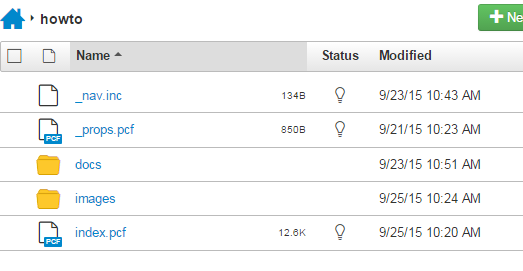 howto
Ne
Name Status Modified
_nav.inc 134B 9/23/15 10:43 AM
PCF _props.pcf 850B 9/21/15 10:23 AM
docs 9/23/15 10:51 AM
images 9/25/15 10:24 AM
PCF index.pcf 12.6K 9/25/15 10:20 AM